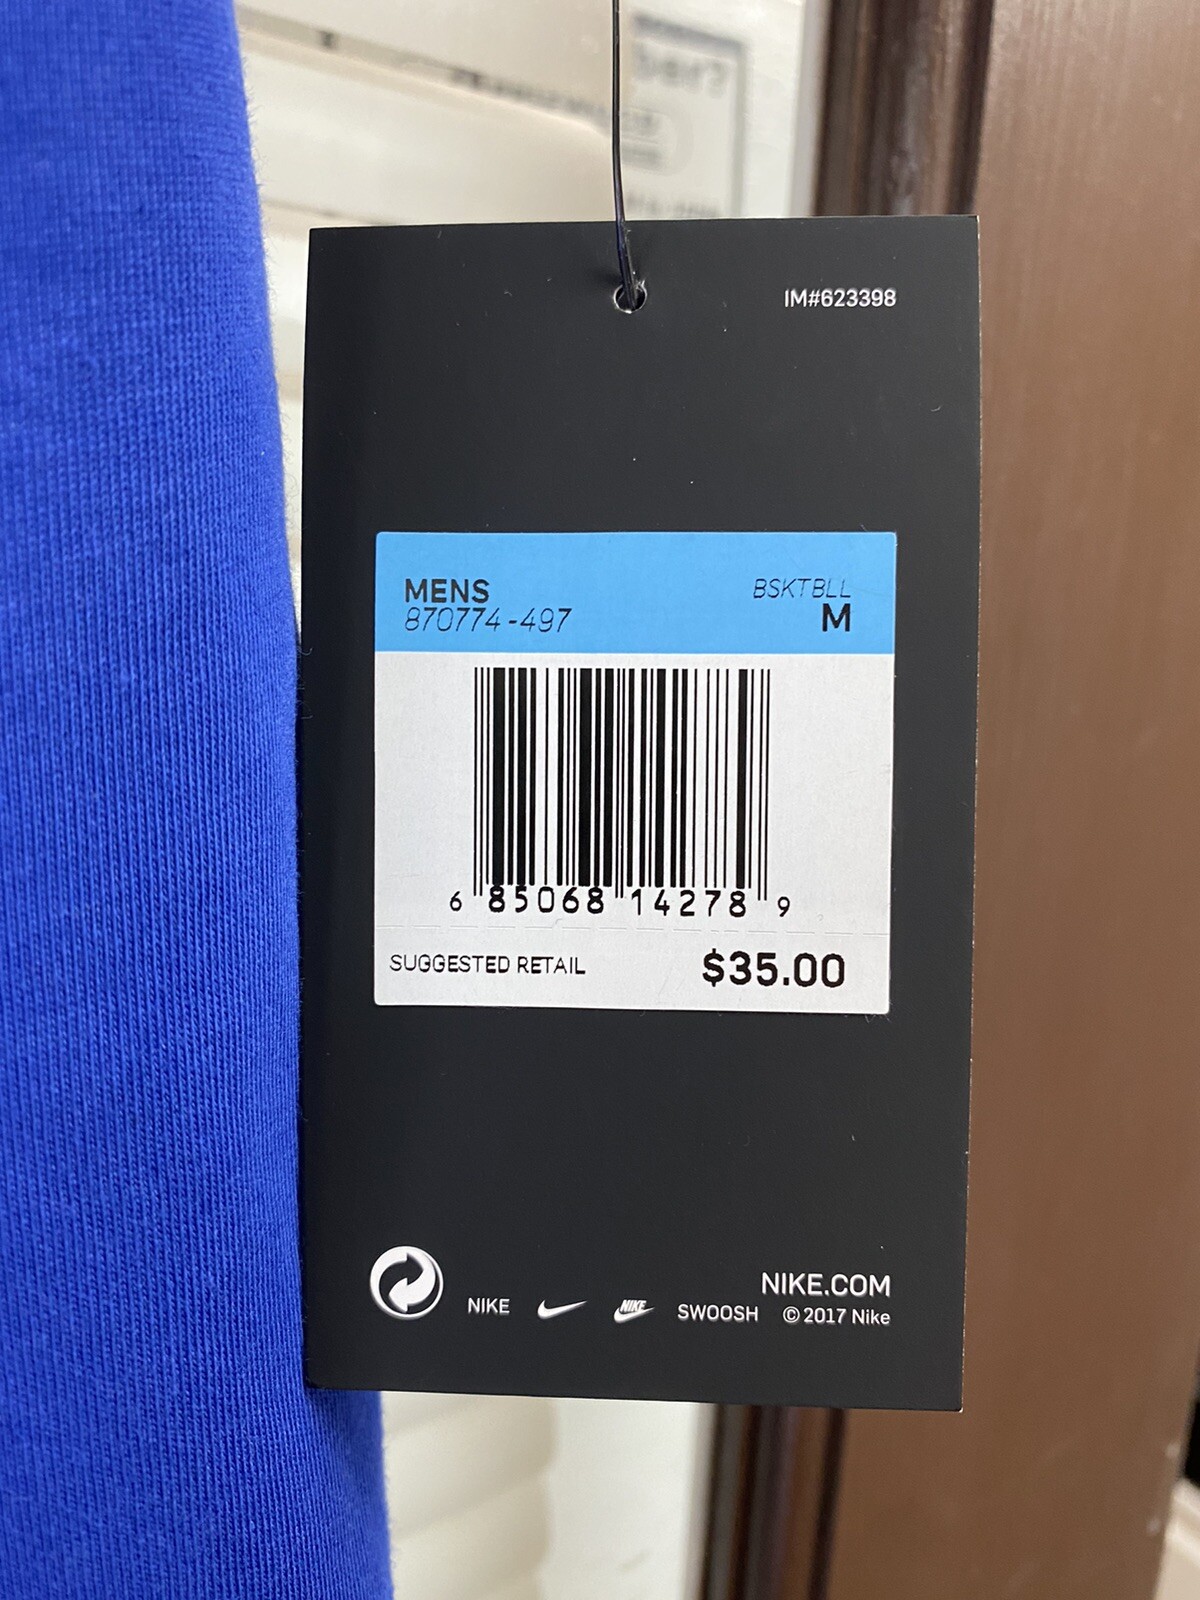 IM#623398
MENS BSKTBLL
870774-497 M
6 85068 14278 9
SUGGESTED RETAIL $35.00
NIKE.COM
NIKE NIKE SWOOSH © 2017 Nike